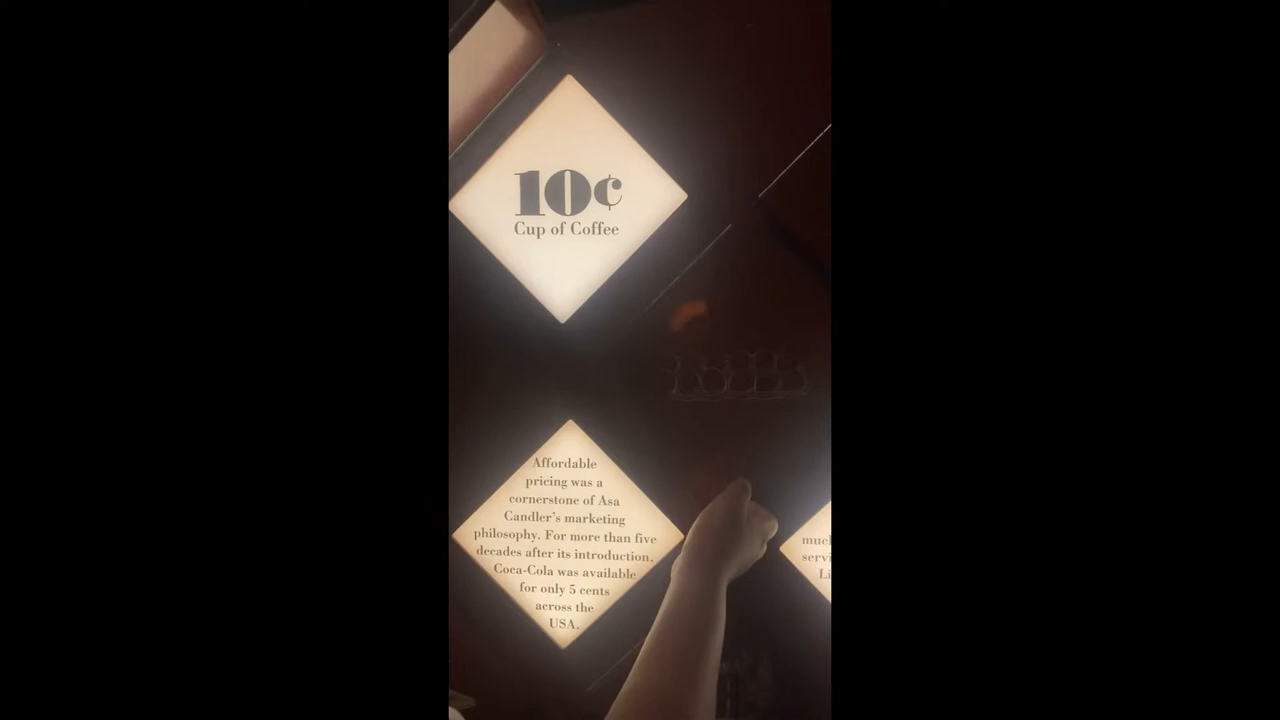 10¢
Cup of Coffee
Affordable
pricing was a
cornerstone of Asa
Candler's marketing
philosophy. For more than five
decades after its introduction,
Coca-Cola was available
for only 5 cents
across the
USA.